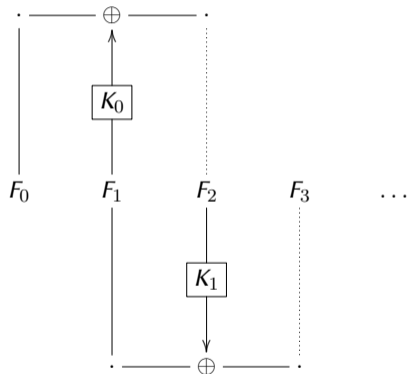 ⊕
K₀
F₀ F₁ F₂ F₃ …
K₁
⊕